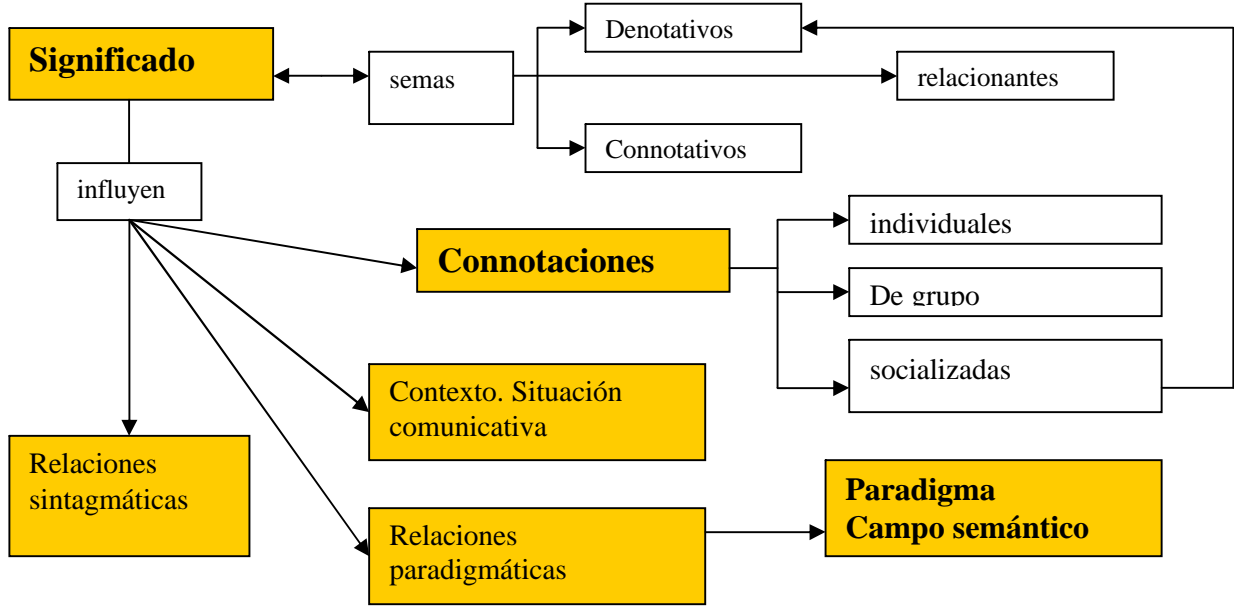 Significado
semas
Denotativos
relacionantes
Connotativos
influyen
Connotaciones
individuales
De grupo
socializadas
Contexto. Situación
comunicativa
Relaciones
sintagmáticas
Relaciones
paradigmáticas
Paradigma
Campo semántico